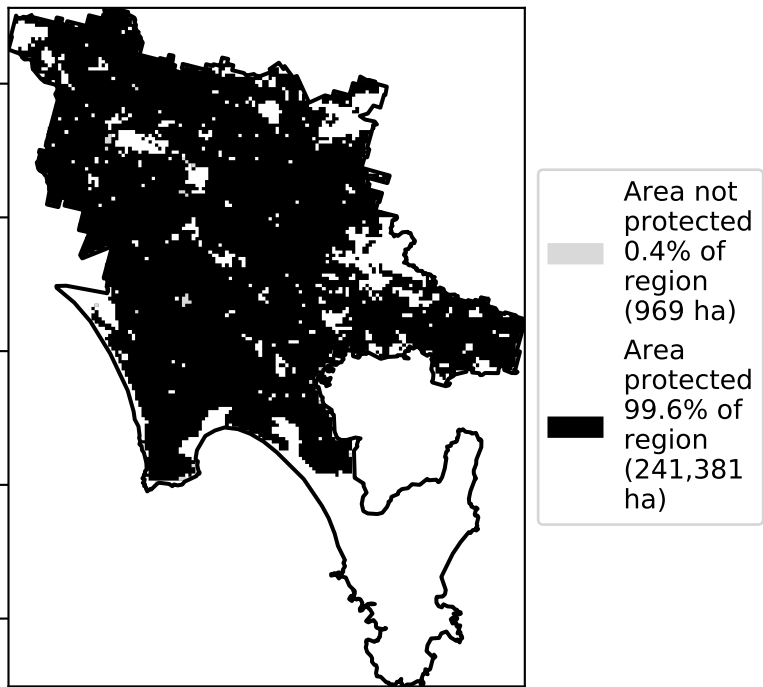 Area not
protected
0.4% of
region
(969 ha)
Area
protected
99.6% of
region
(241,381
ha)